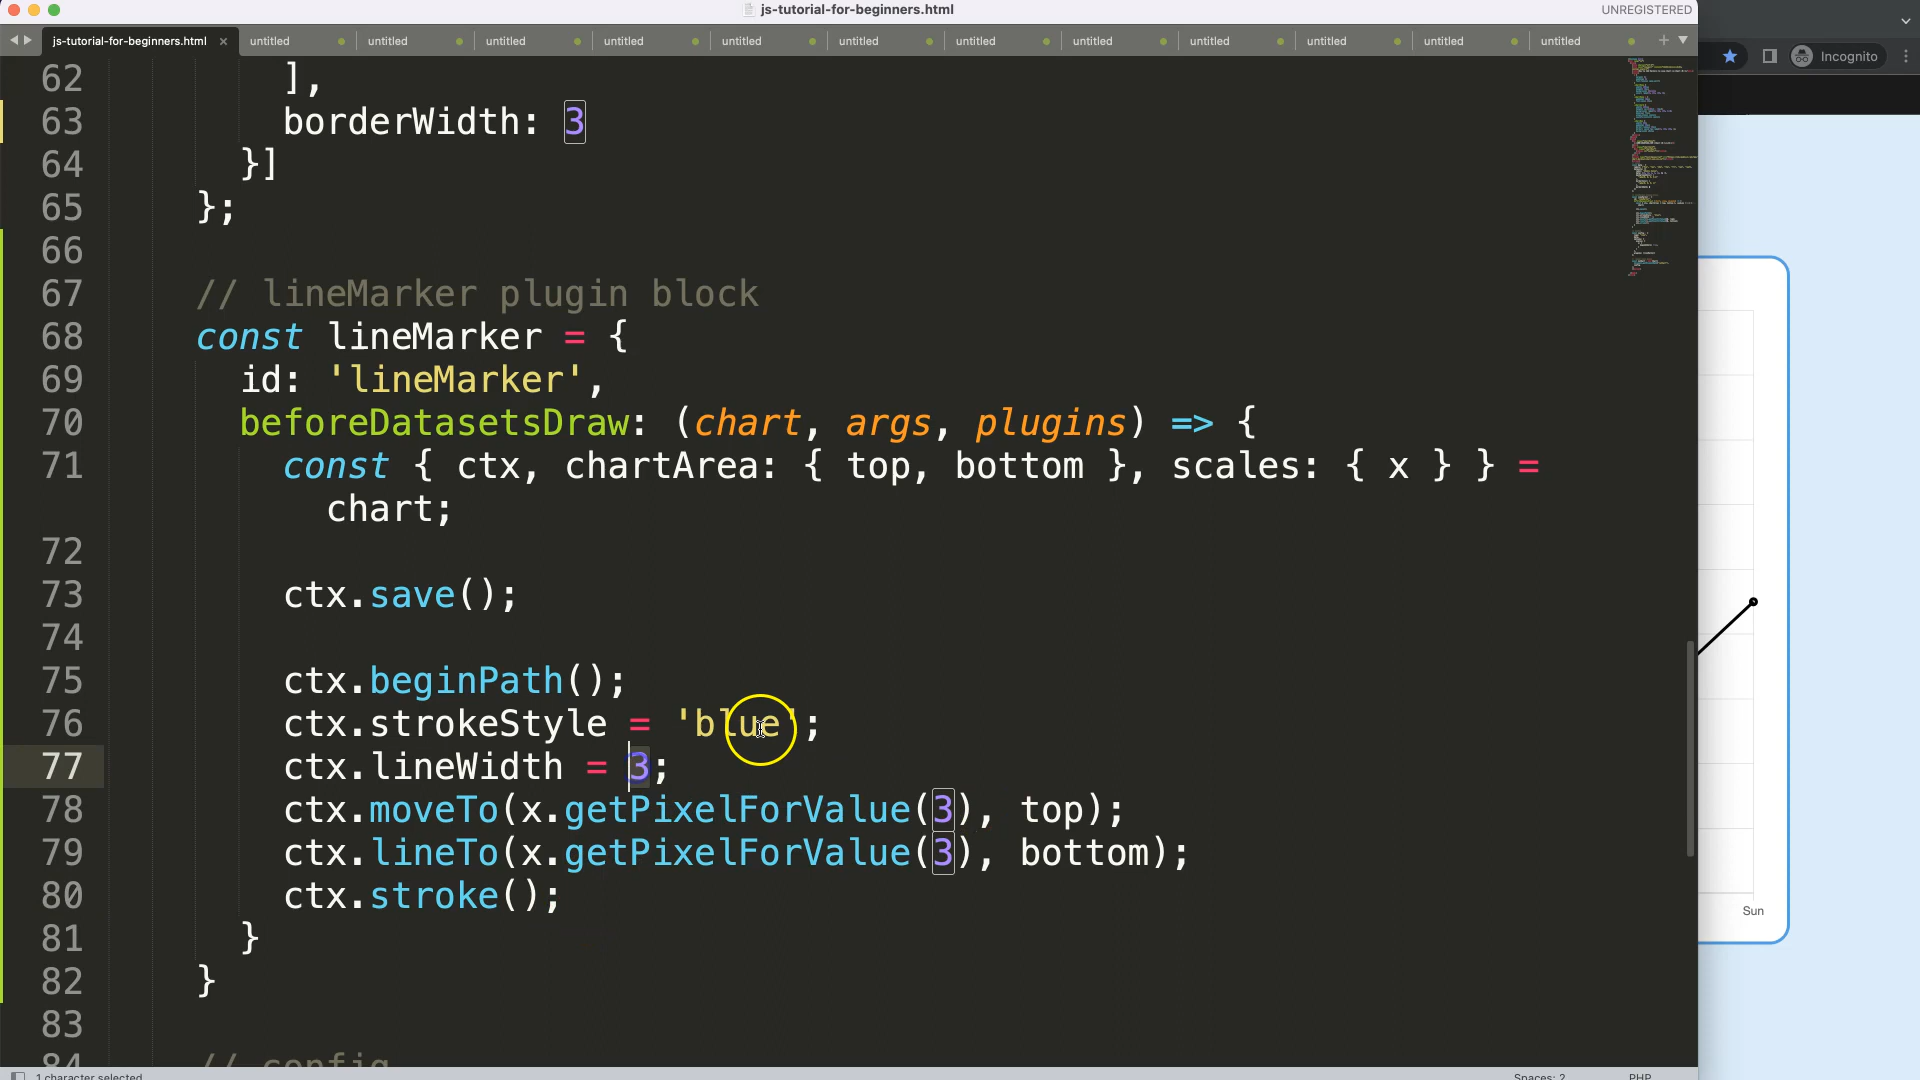 js-tutorial-for-beginners.html
UNREGISTERED
js-tutorial-for-beginners.html × untitled untitled untitled untitled untitled untitled untitled untitled untitled untitled untitled untitled
Incognito
62 ],
63 borderWidth: 3
64 }]
65 };
66
67 // lineMarker plugin block
68 const lineMarker = {
69 id: 'lineMarker',
70 beforeDatasetsDraw: (chart, args, plugins) => {
71 const { ctx, chartArea: { top, bottom }, scales: { x } } =
chart;
72
73 ctx.save();
74
75 ctx.beginPath();
76 ctx.strokeStyle = 'blue';
77 ctx.lineWidth = 3;
78 ctx.moveTo(x.getPixelForValue(3), top);
79 ctx.lineTo(x.getPixelForValue(3), bottom);
80 ctx.stroke();
81 }
82 }
83
84 // config
Sun
1 character selected
Spaces: 2
PHP